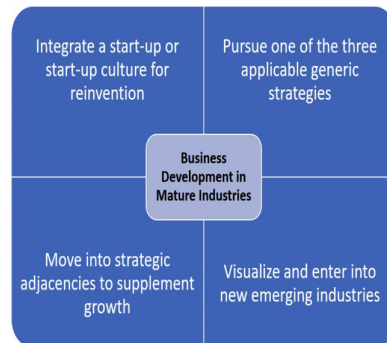 Integrate a start-up or
start-up culture for
reinvention
Pursue one of the three
applicable generic
strategies
Business
Development in
Mature Industries
Move into strategic
adjacencies to supplement
growth
Visualize and enter into
new emerging industries